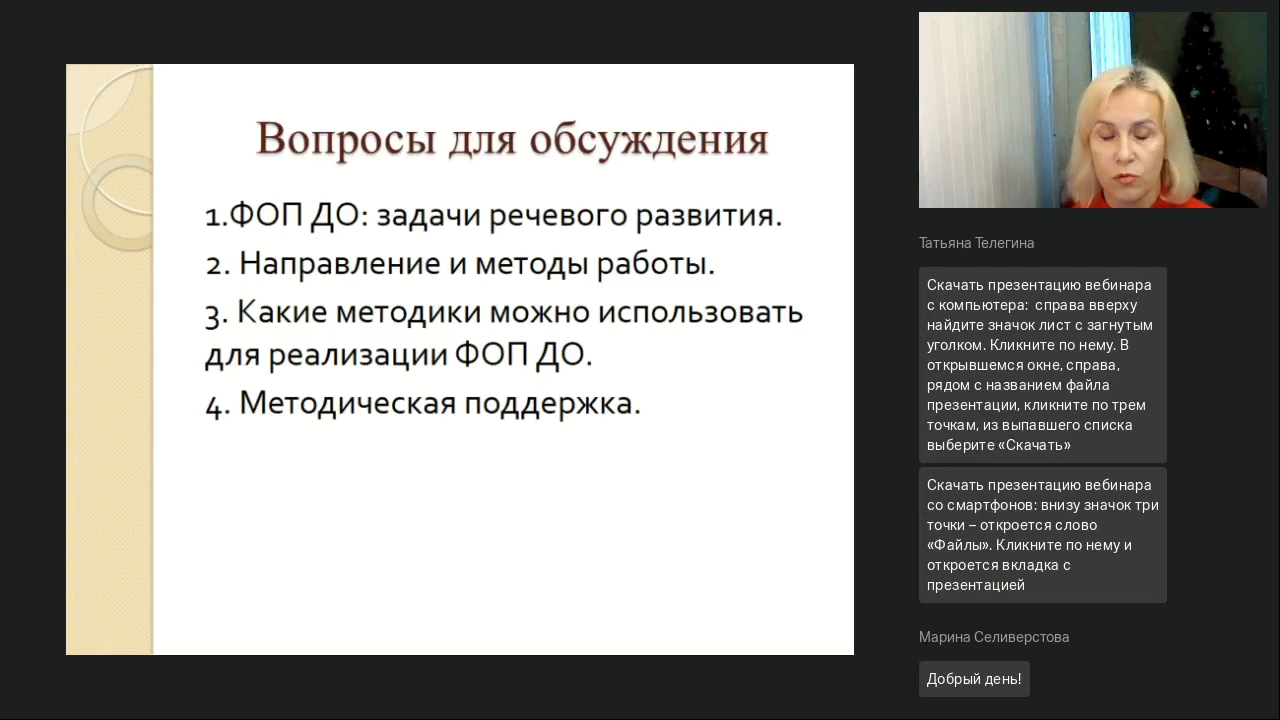 Вопросы для обсуждения
1.ФОП ДО: задачи речевого развития.
2. Направление и методы работы.
3. Какие методики можно использовать
для реализации ФОП ДО.
4. Методическая поддержка.
Татьяна Телегина
Скачать презентацию вебинара
с компьютера:  справа вверху
найдите значок лист с загнутым
уголком. Кликните по нему. В
открывшемся окне, справа,
рядом с названием файла
презентации, кликните по трем
точкам, из выпавшего списка
выберите «Скачать»
Скачать презентацию вебинара
со смартфонов: внизу значок три
точки – откроется слово
«Файлы». Кликните по нему и
откроется вкладка с
презентацией
Марина Селиверстова
Добрый день!